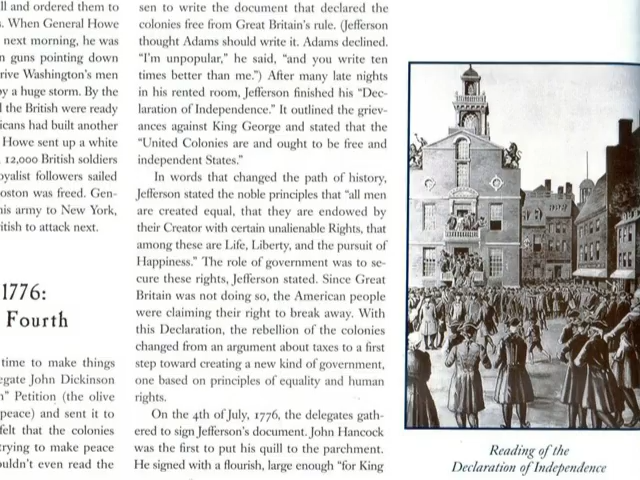 ll and ordered them to
. When General Howe
next morning, he was
n guns pointing down
rive Washington's men
by a huge storm. By the
l the British were ready
icans had built another
Howe sent up a white
12,000 British soldiers
oyalist followers sailed
oston was freed. Gen-
his army to New York,
itish to attack next.
1776:
Fourth
time to make things
egate John Dickinson
n" Petition (the olive
peace) and sent it to
felt that the colonies
trying to make peace
ouldn't even read the
sen to write the document that declared the
colonies free from Great Britain's rule. (Jefferson
thought Adams should write it. Adams declined.
"I'm unpopular," he said, "and you write ten
times better than me.") After many late nights
in his rented room, Jefferson finished his "Dec-
laration of Independence." It outlined the griev-
ances against King George and stated that the
"United Colonies are and ought to be free and
independent States."
In words that changed the path of history,
Jefferson stated the noble principles that "all men
are created equal, that they are endowed by
their Creator with certain unalienable Rights, that
among these are Life, Liberty, and the pursuit of
Happiness." The role of government was to se-
cure these rights, Jefferson stated. Since Great
Britain was not doing so, the American people
were claiming their right to break away. With
this Declaration, the rebellion of the colonies
changed from an argument about taxes to a first
step toward creating a new kind of government,
one based on principles of equality and human
rights.
On the 4th of July, 1776, the delegates gath-
ered to sign Jefferson's document. John Hancock
was the first to put his quill to the parchment.
He signed with a flourish, large enough "for King
Reading of the
Declaration of Independence